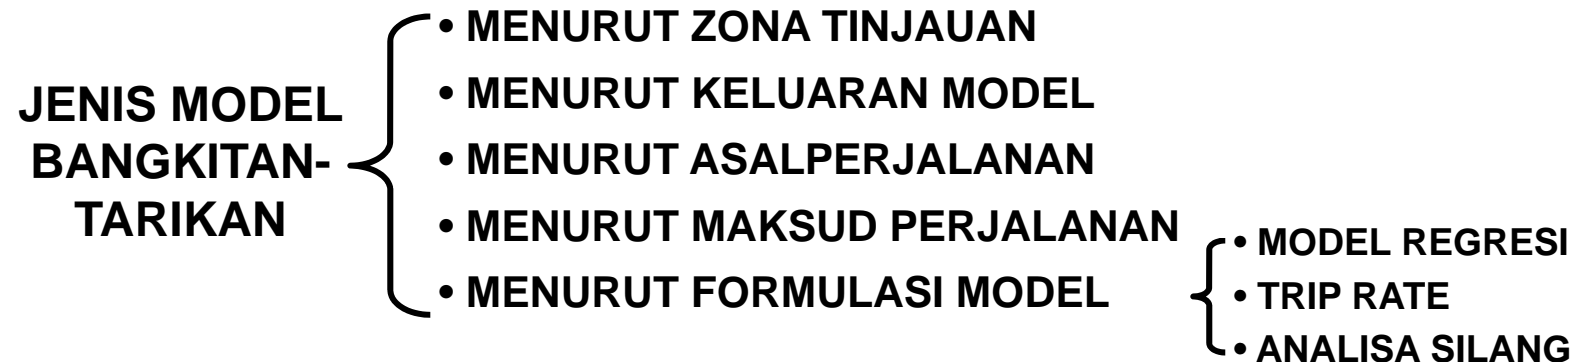 JENIS MODEL
BANGKITAN-
TARIKAN
• MENURUT ZONA TINJAUAN
• MENURUT KELUARAN MODEL
• MENURUT ASALPERJALANAN
• MENURUT MAKSUD PERJALANAN
• MENURUT FORMULASI MODEL
• MODEL REGRESI
• TRIP RATE
• ANALISA SILANG